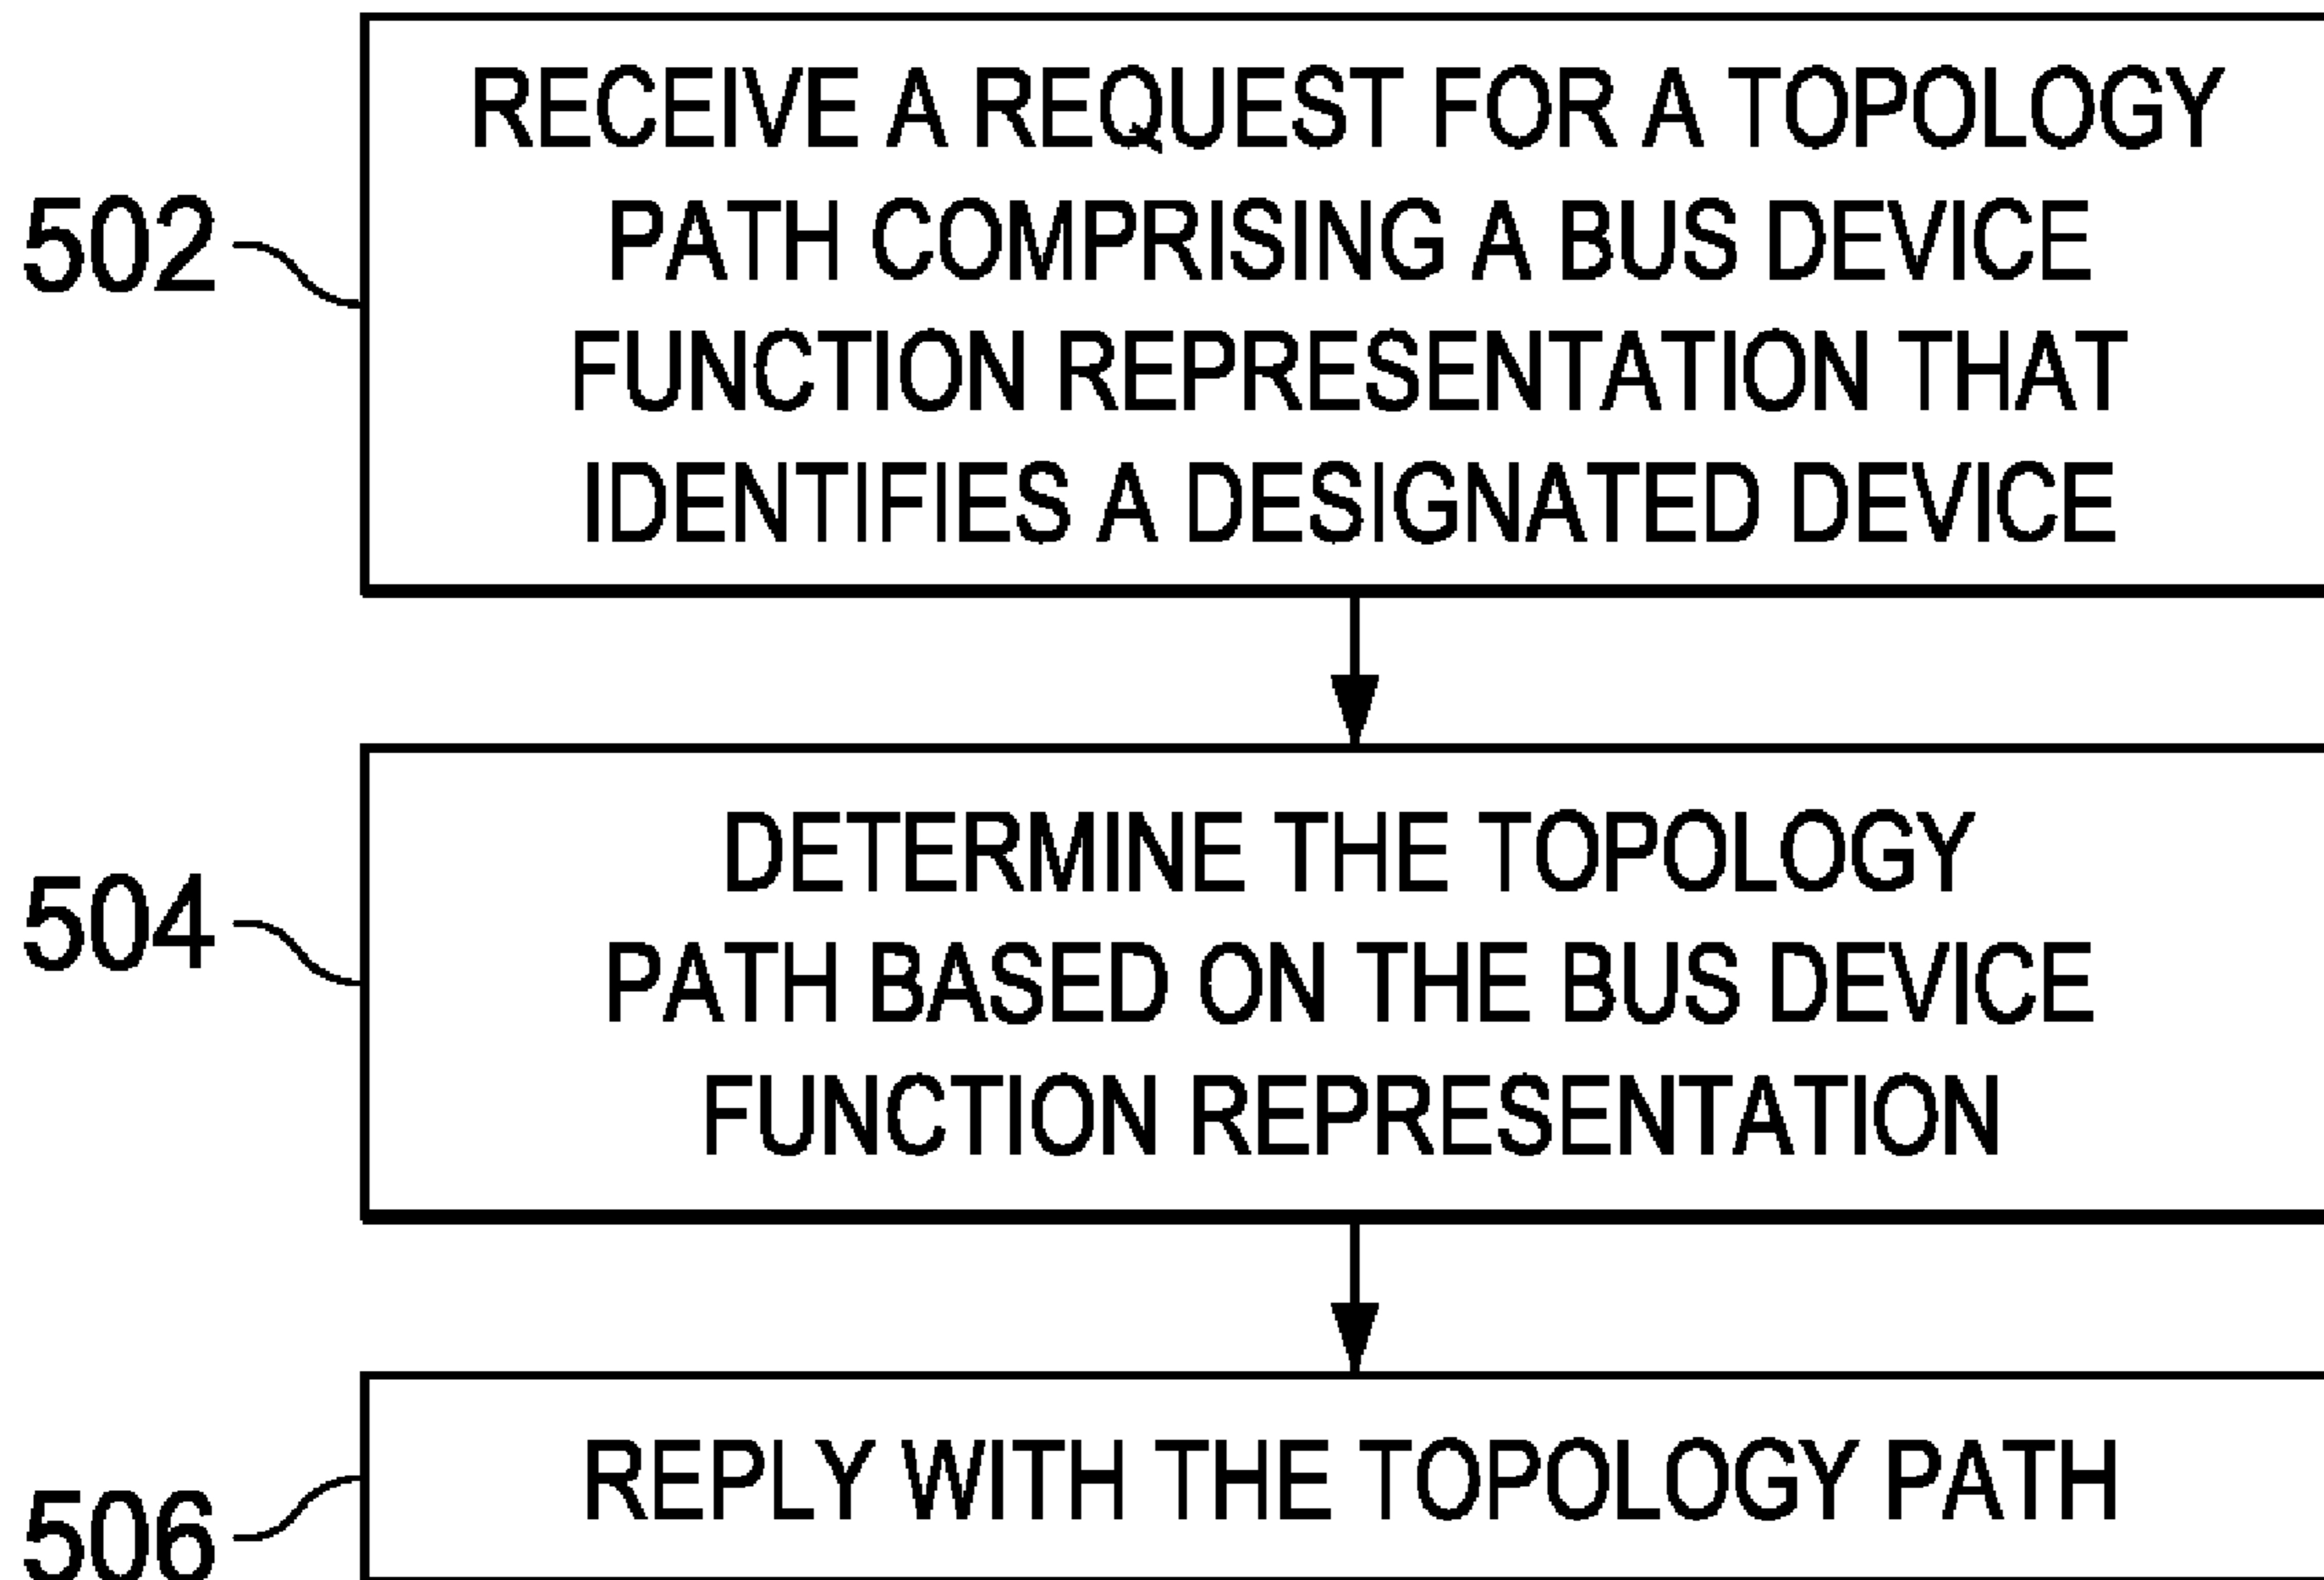 RECEIVE A REQUEST FOR A TOPOLOGY
PATH COMPRISING A BUS DEVICE
FUNCTION REPRESENTATION THAT
IDENTIFIES A DESIGNATED DEVICE
502
DETERMINE THE TOPOLOGY
PATH BASED ON THE BUS DEVICE
FUNCTION REPRESENTATION
504
REPLY WITH THE TOPOLOGY PATH
506